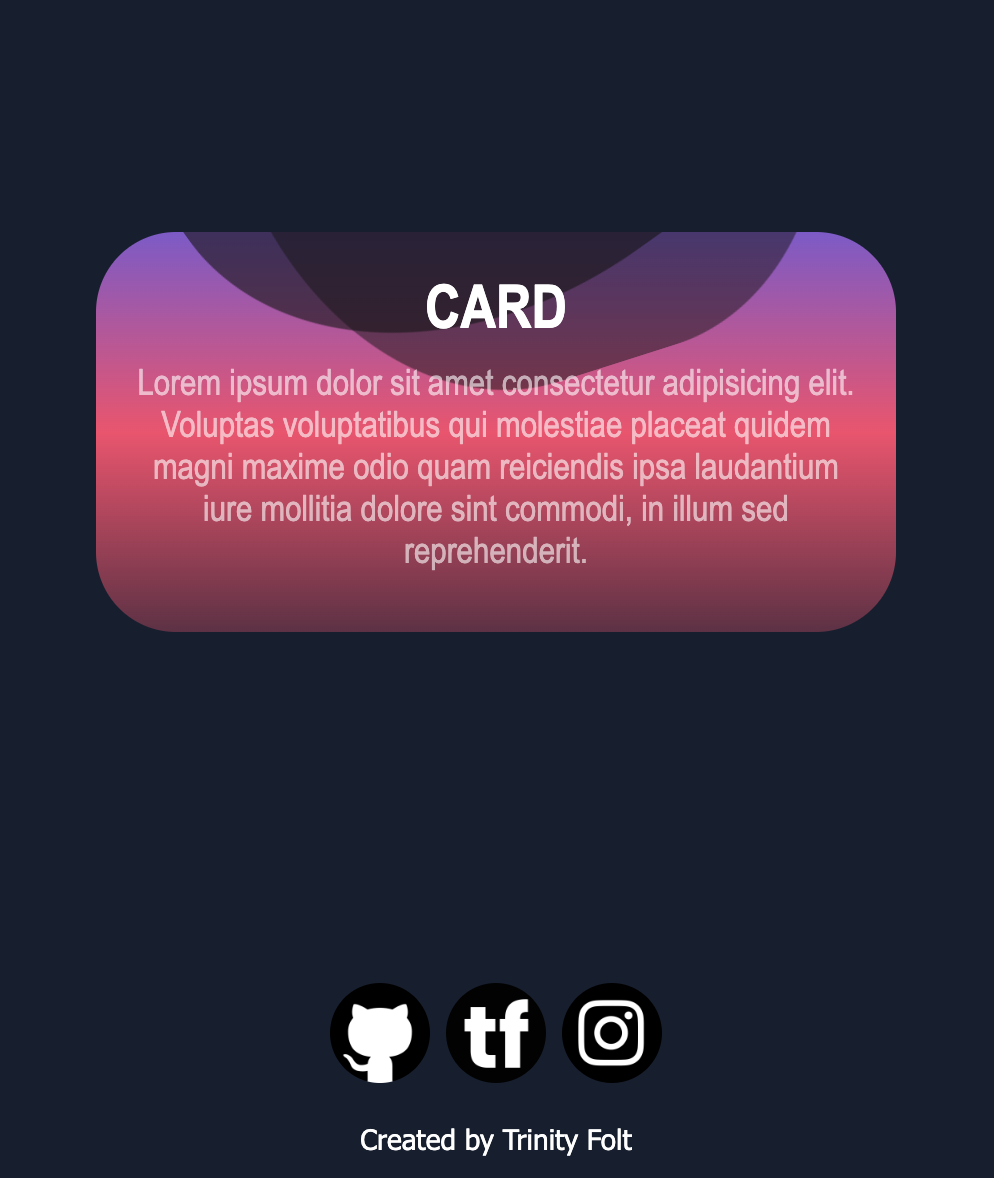 CARD
Lorem ipsum dolor sit amet consectetur adipisicing elit.
Voluptas voluptatibus qui molestiae placeat quidem
magni maxime odio quam reiciendis ipsa laudantium
iure mollitia dolore sint commodi, in illum sed
reprehenderit.
tf
Created by Trinity Folt